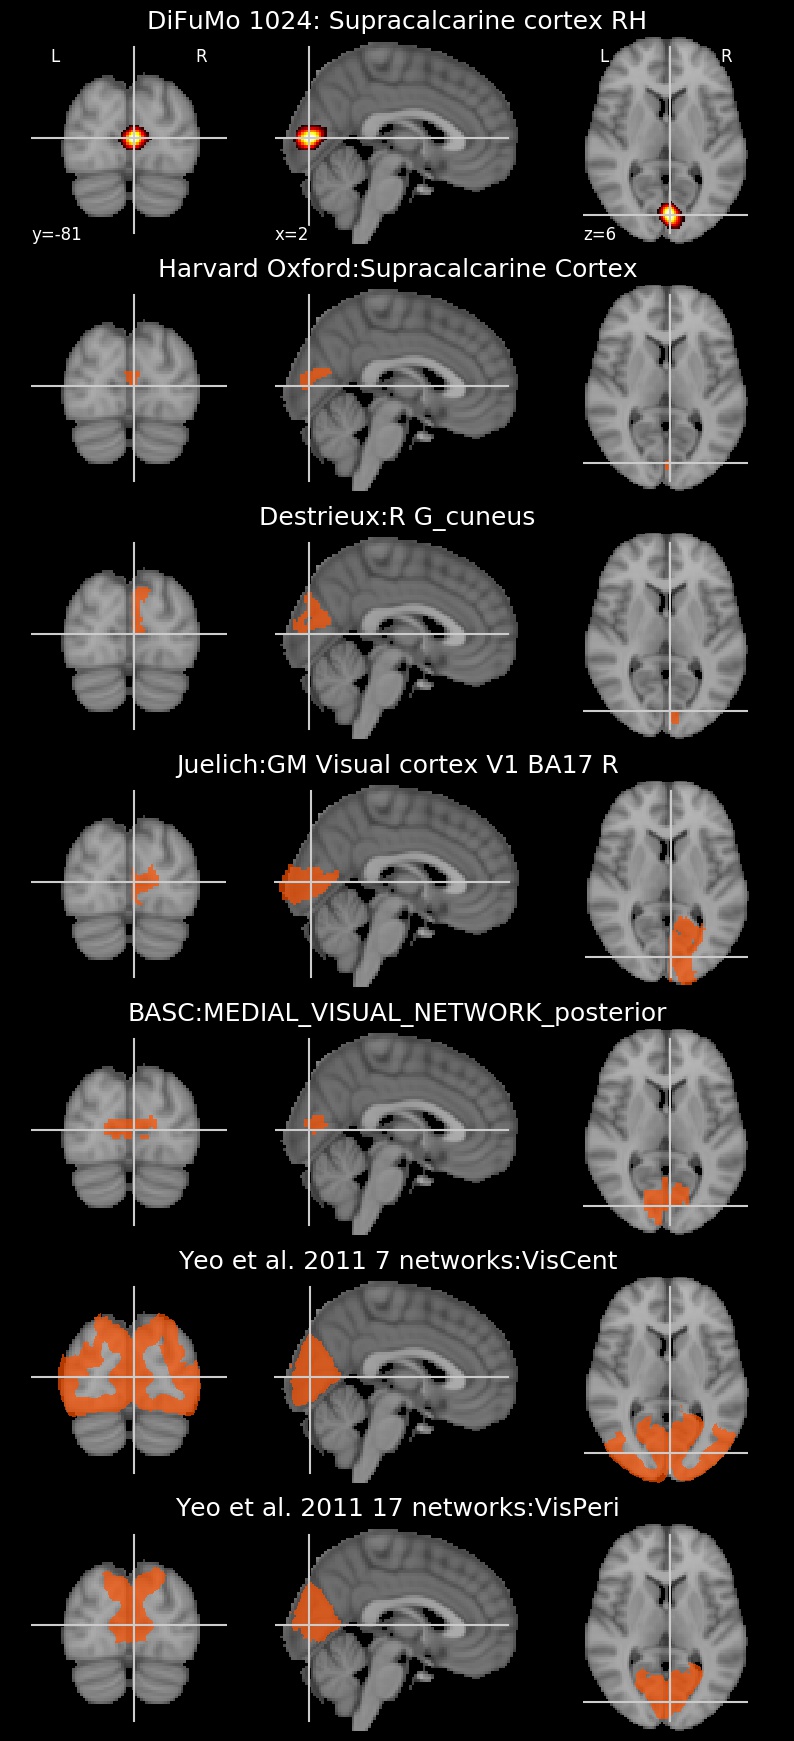 DiFuMo 1024: Supracalcarine cortex RH
L R L R
y=-81 x=2 z=6
Harvard Oxford:Supracalcarine Cortex
Destrieux:R G_cuneus
Juelich:GM Visual cortex V1 BA17 R
BASC:MEDIAL_VISUAL_NETWORK_posterior
Yeo et al. 2011 7 networks:VisCent
Yeo et al. 2011 17 networks:VisPeri